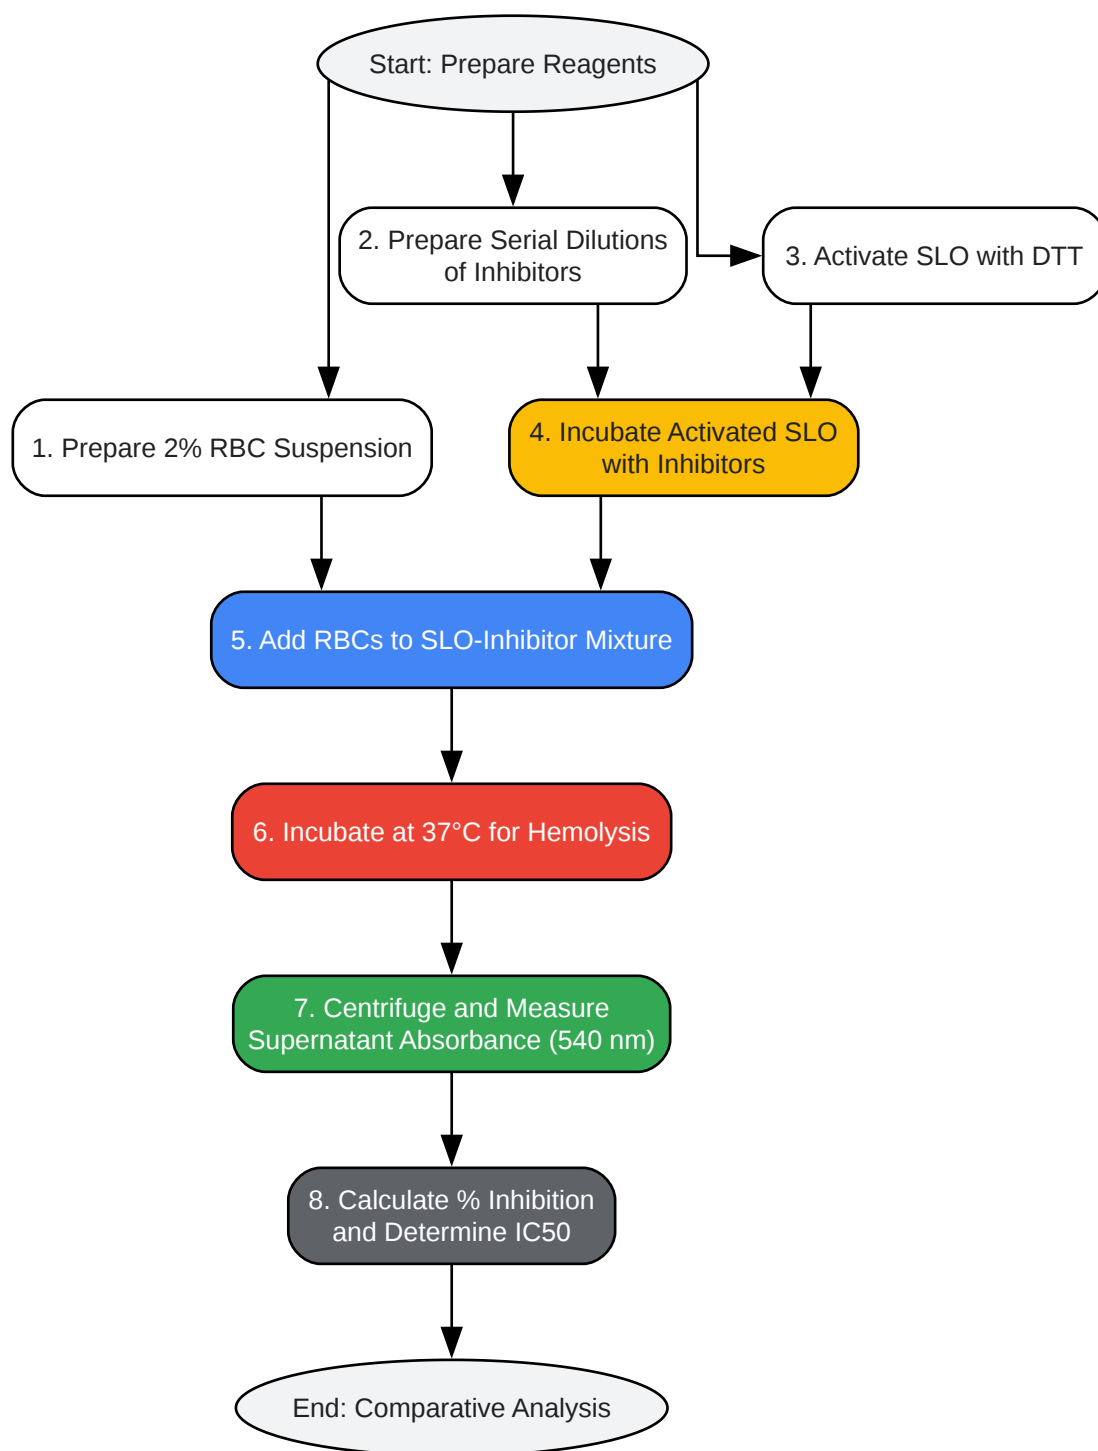 Start: Prepare Reagents
2. Prepare Serial Dilutions
of Inhibitors
3. Activate SLO with DTT
1. Prepare 2% RBC Suspension
4. Incubate Activated SLO
with Inhibitors
5. Add RBCs to SLO-Inhibitor Mixture
6. Incubate at 37°C for Hemolysis
7. Centrifuge and Measure
Supernatant Absorbance (540 nm)
8. Calculate % Inhibition
and Determine IC50
End: Comparative Analysis